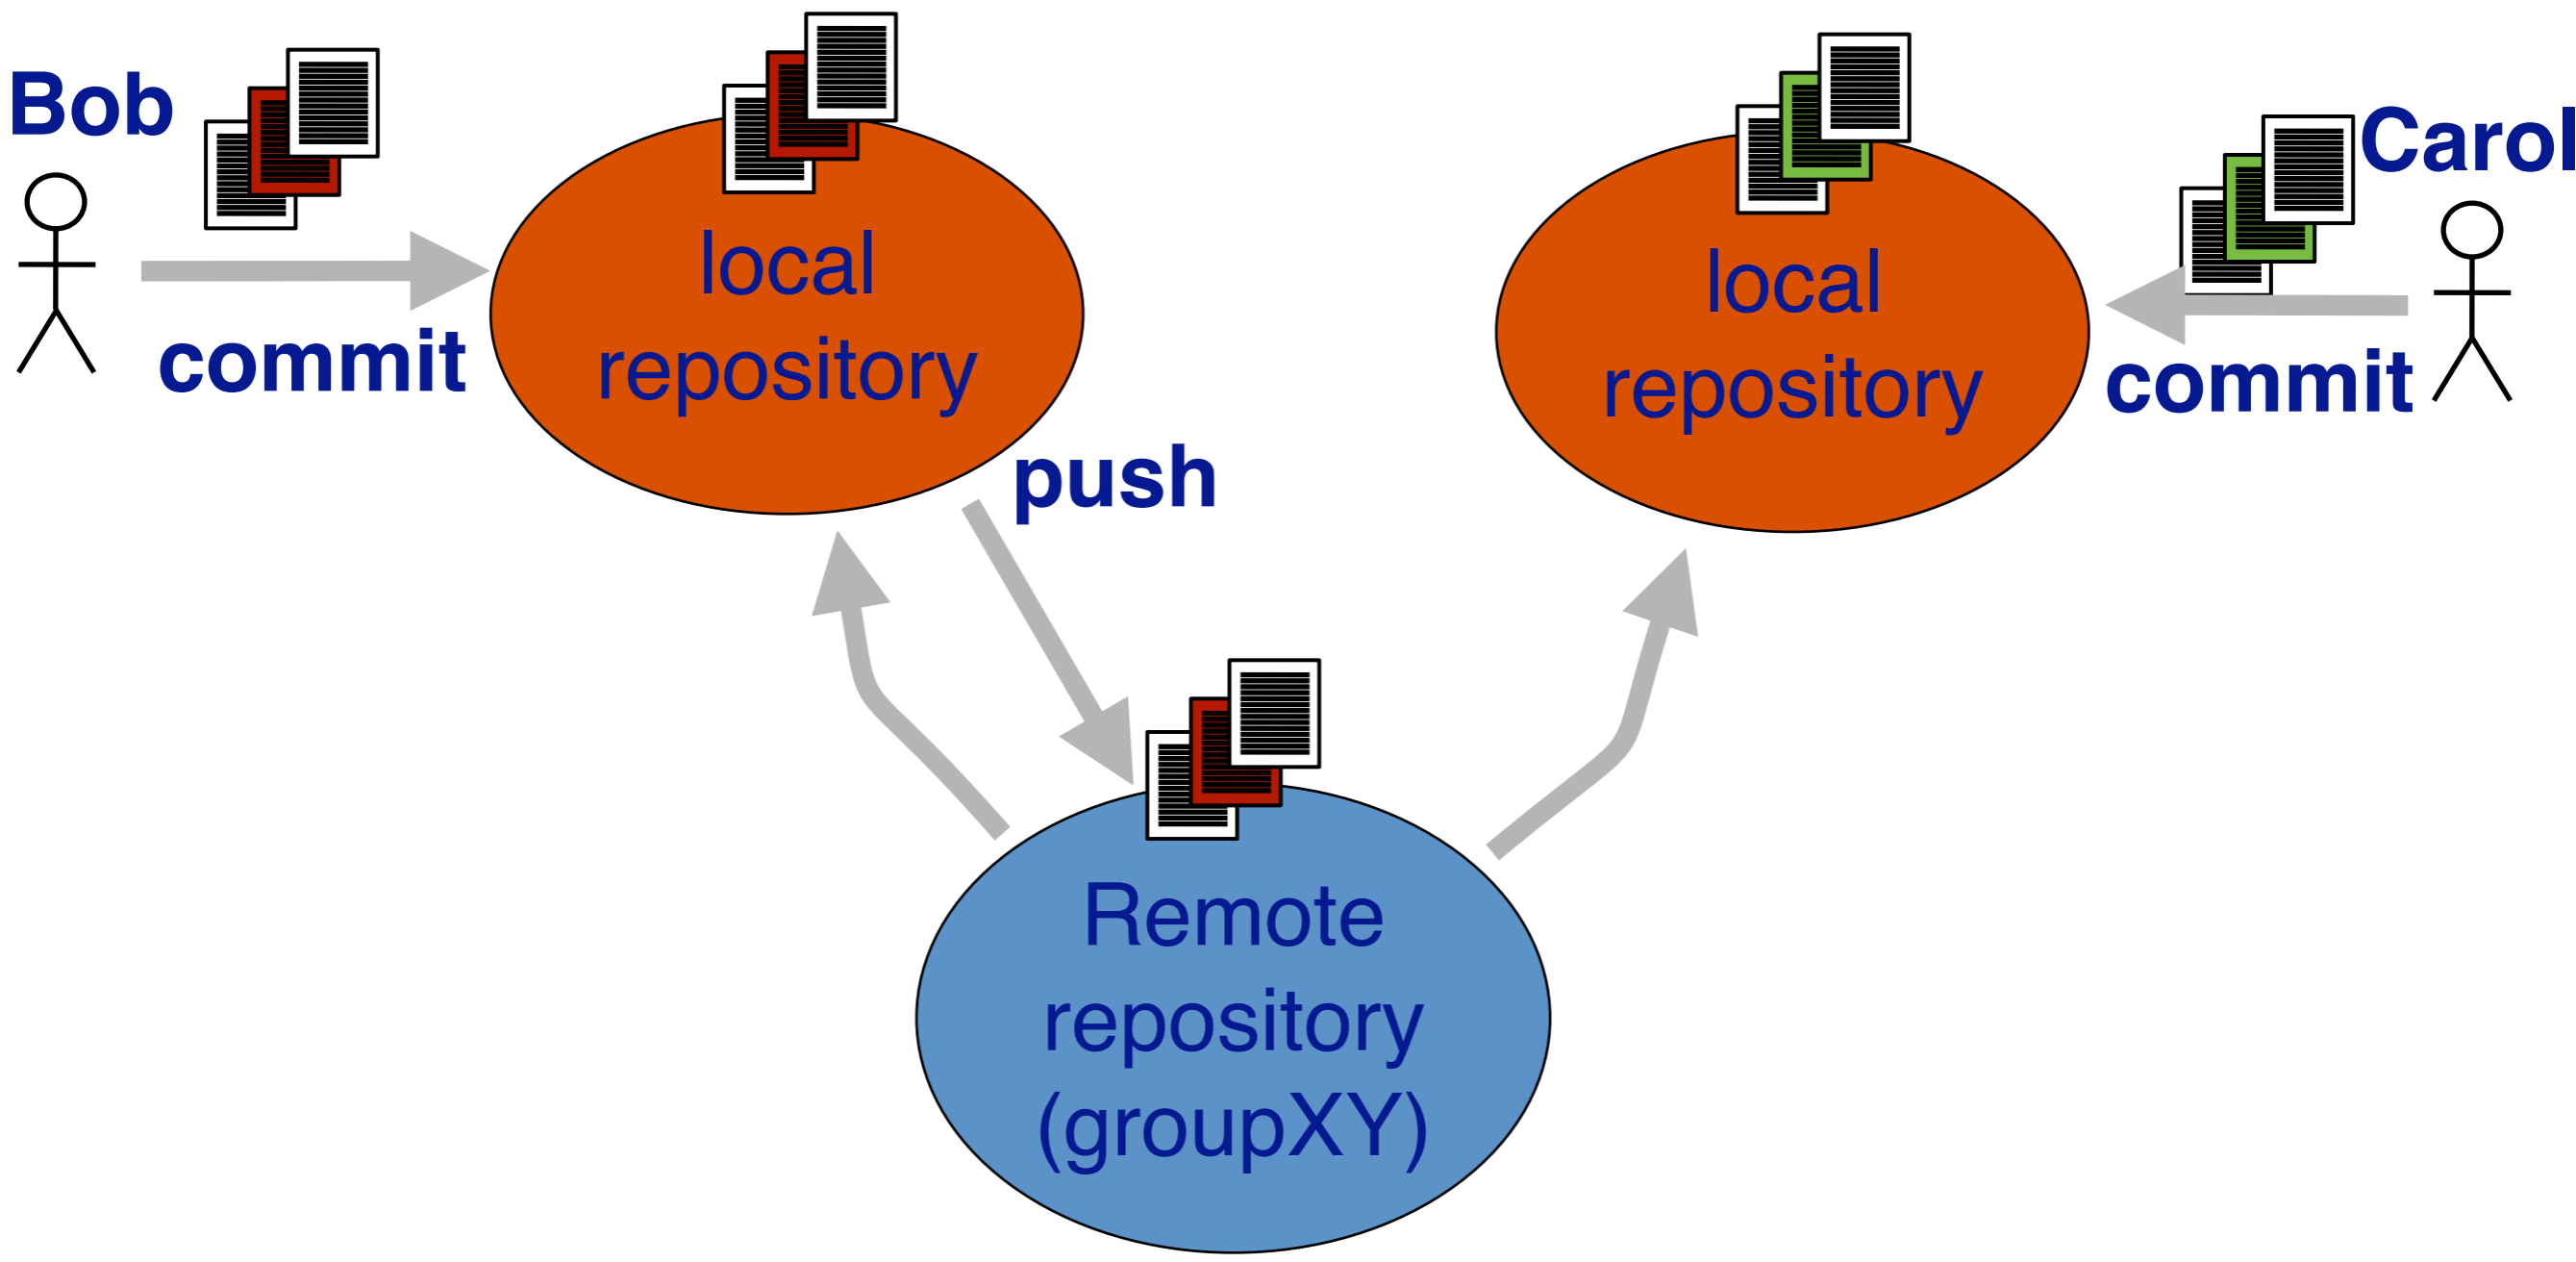 Bob
commit
local
repository
push
local
repository
Carol
commit
Remote
repository
(groupXY)